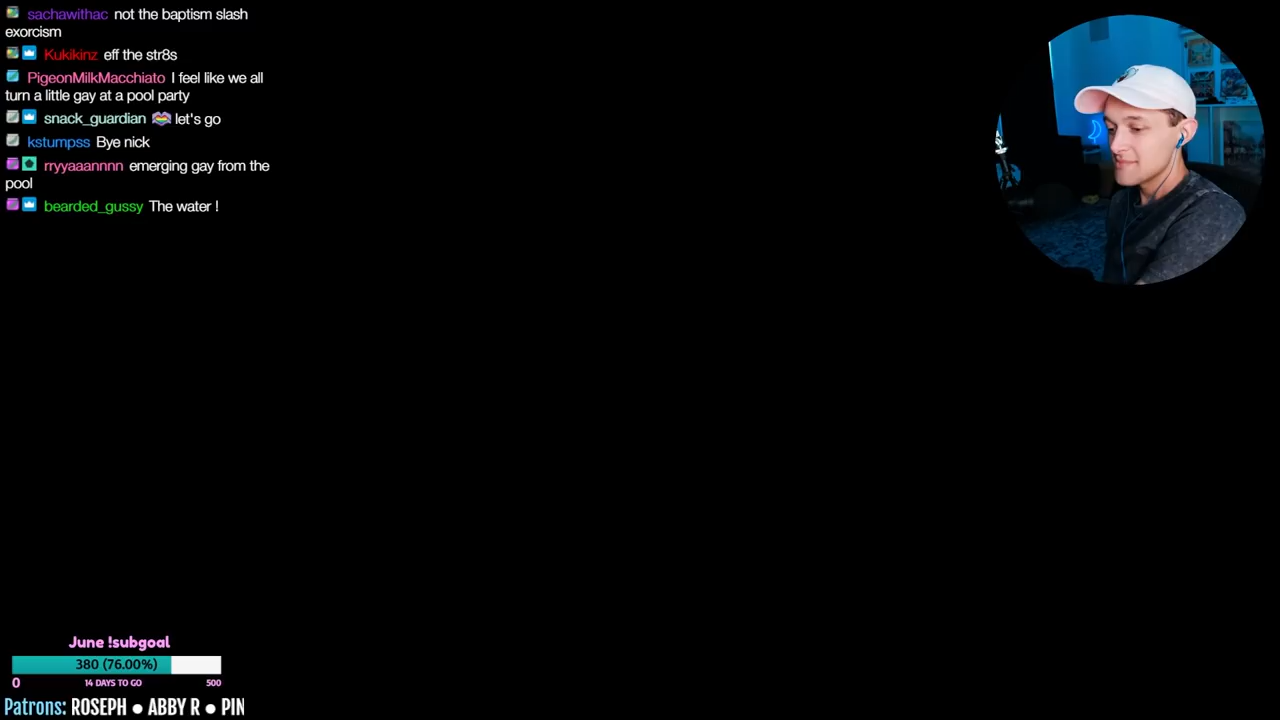 sachawithac not the baptism slash
exorcism
Kukikinz eff the str8s
PigeonMilkMacchiato I feel like we all
turn a little gay at a pool party
snack_guardian let's go
kstumpss Bye nick
rryyaaannnn emerging gay from the
pool
bearded_gussy The water !
June !subgoal
380 (76.00%)
0 14 DAYS TO GO 500
Patrons: ROSEPH ● ABBY R ● PIN